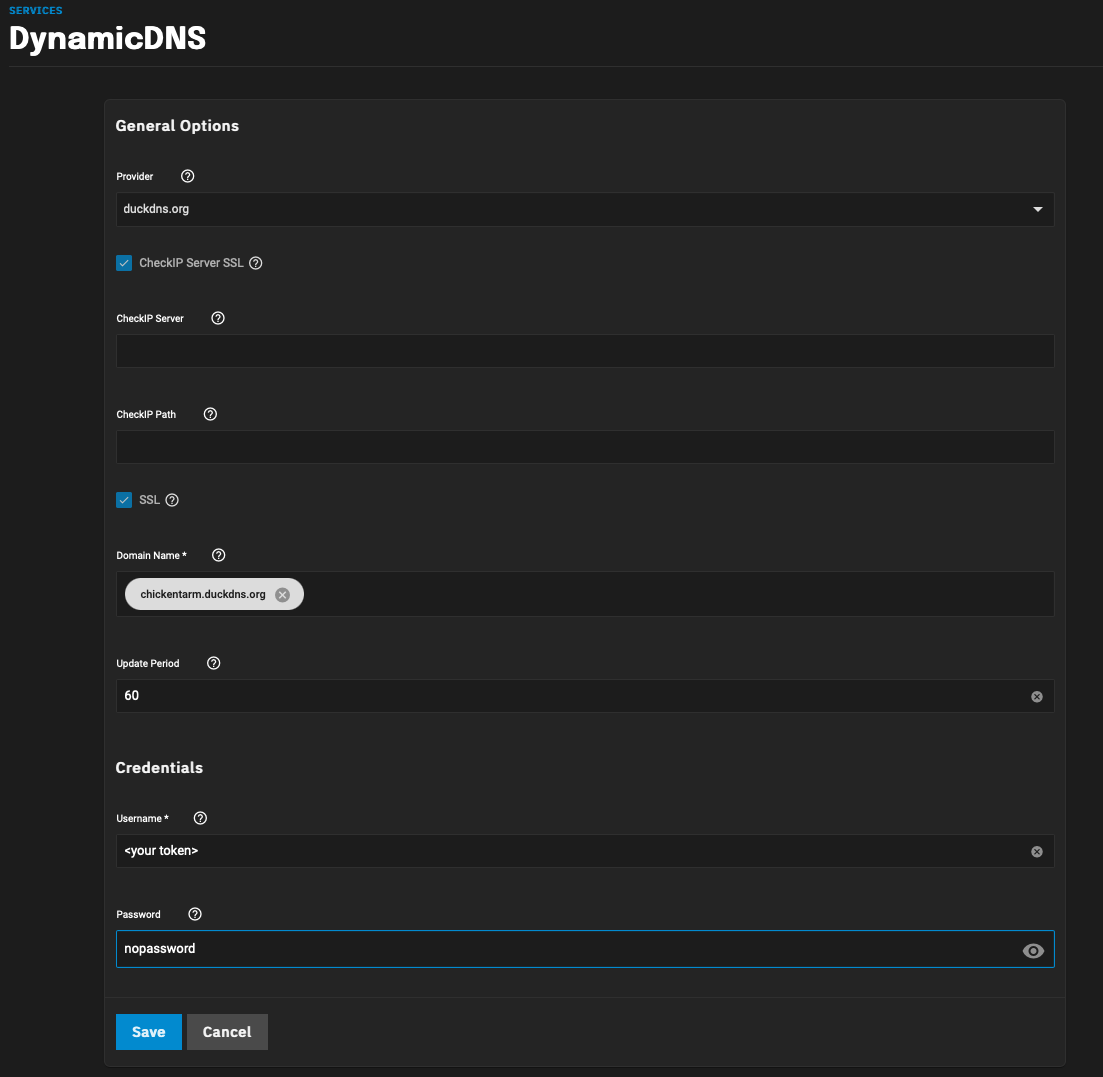 SERVICES
DynamicDNS
General Options
Provider
duckdns.org
CheckIP Server SSL
CheckIP Server
CheckIP Path
SSL
Domain Name *
chickentarm.duckdns.org
Update Period
60
Credentials
Username *
<your token>
Password
nopassword
Save Cancel